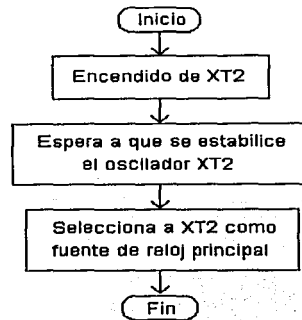 Inicio
Encendido de XT2
Espera a que se estabilice
el oscilador XT2
Selecciona a XT2 como
fuente de reloj principal
Fin